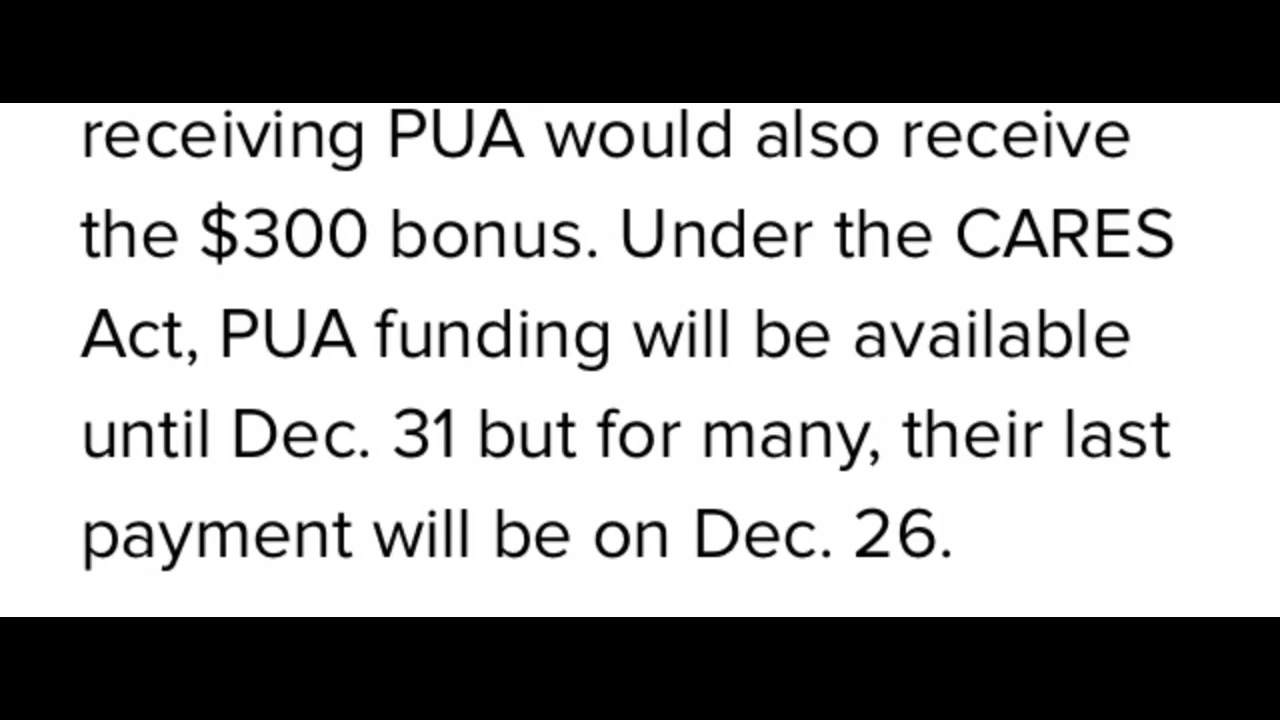 receiving PUA would also receive
the $300 bonus. Under the CARES
Act, PUA funding will be available
until Dec. 31 but for many, their last
payment will be on Dec. 26.